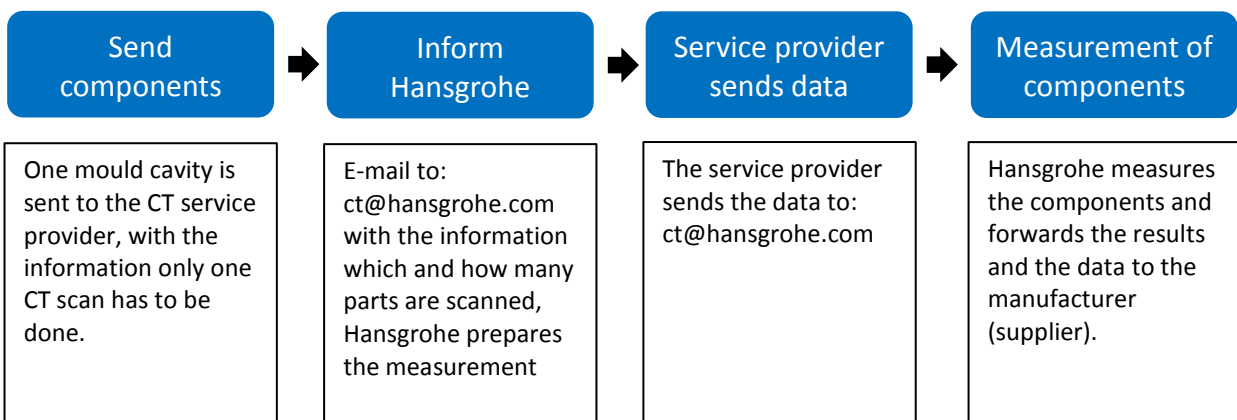 Send
components
Inform
Hansgrohe
Service provider
sends data
Measurement of
components
One mould cavity is
sent to the CT service
provider, with the
information only one
CT scan has to be
done.
E-mail to:
ct@hansgrohe.com
with the information
which and how many
parts are scanned,
Hansgrohe prepares
the measurement
The service provider
sends the data to:
ct@hansgrohe.com
Hansgrohe measures
the components and
forwards the results
and the data to the
manufacturer
(supplier).